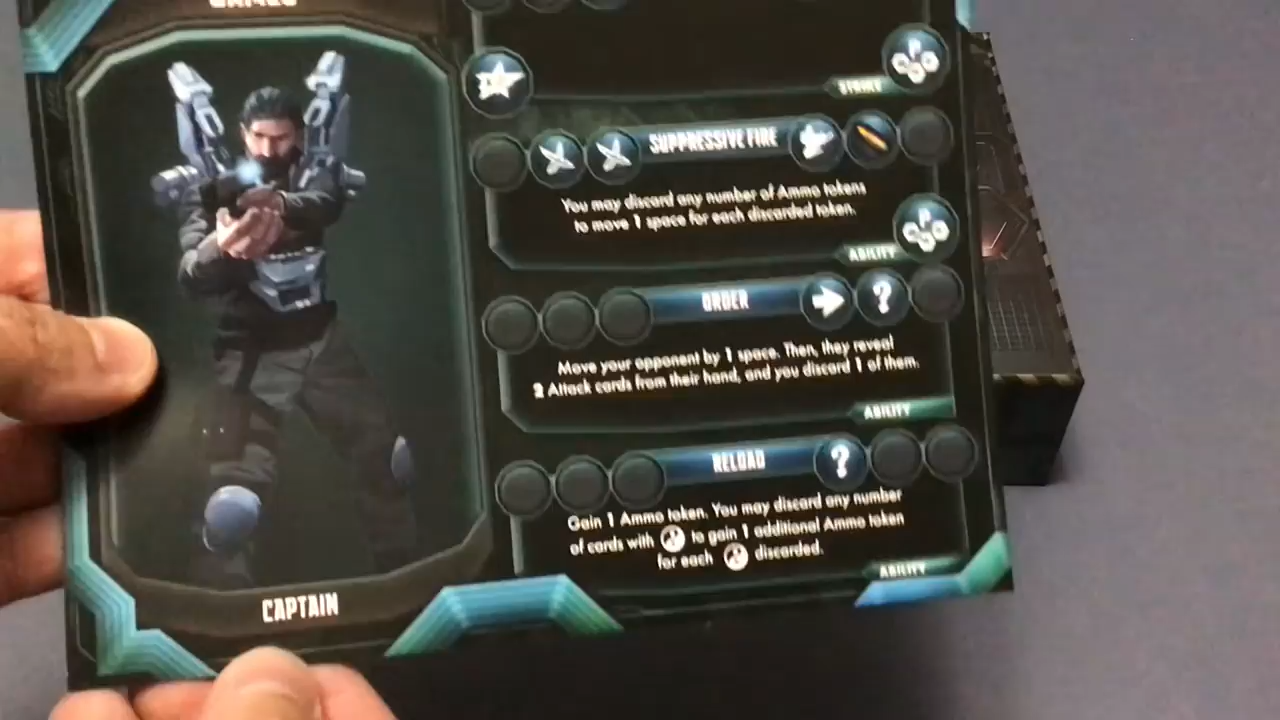 STRIKE
SUPPRESSIVE FIRE
You may discard any number of Ammo tokens
to move 1 space for each discarded token.
ABILITY
ORDER
?
Move your opponent by 1 space. Then, they reveal
2 Attack cards from their hand, and you discard 1 of them.
ABILITY
RELOAD
?
Gain 1 Ammo token. You may discard any number
of cards with to gain 1 additional Ammo token
for each discarded.
ABILITY
CAPTAIN